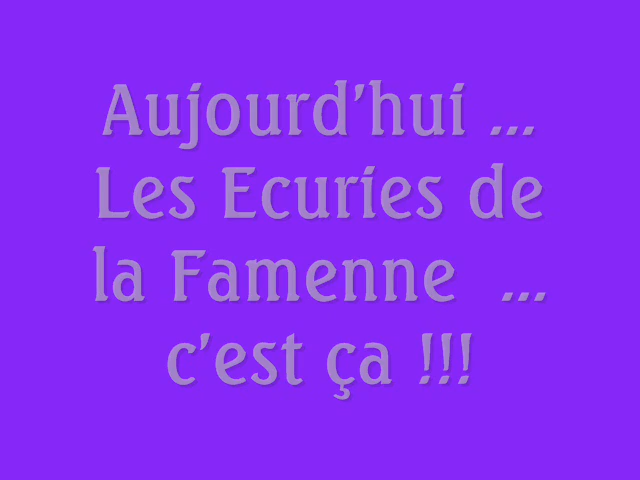 Aujourd'hui ...
Les Ecuries de
la Famenne  ...
c'est ça !!!